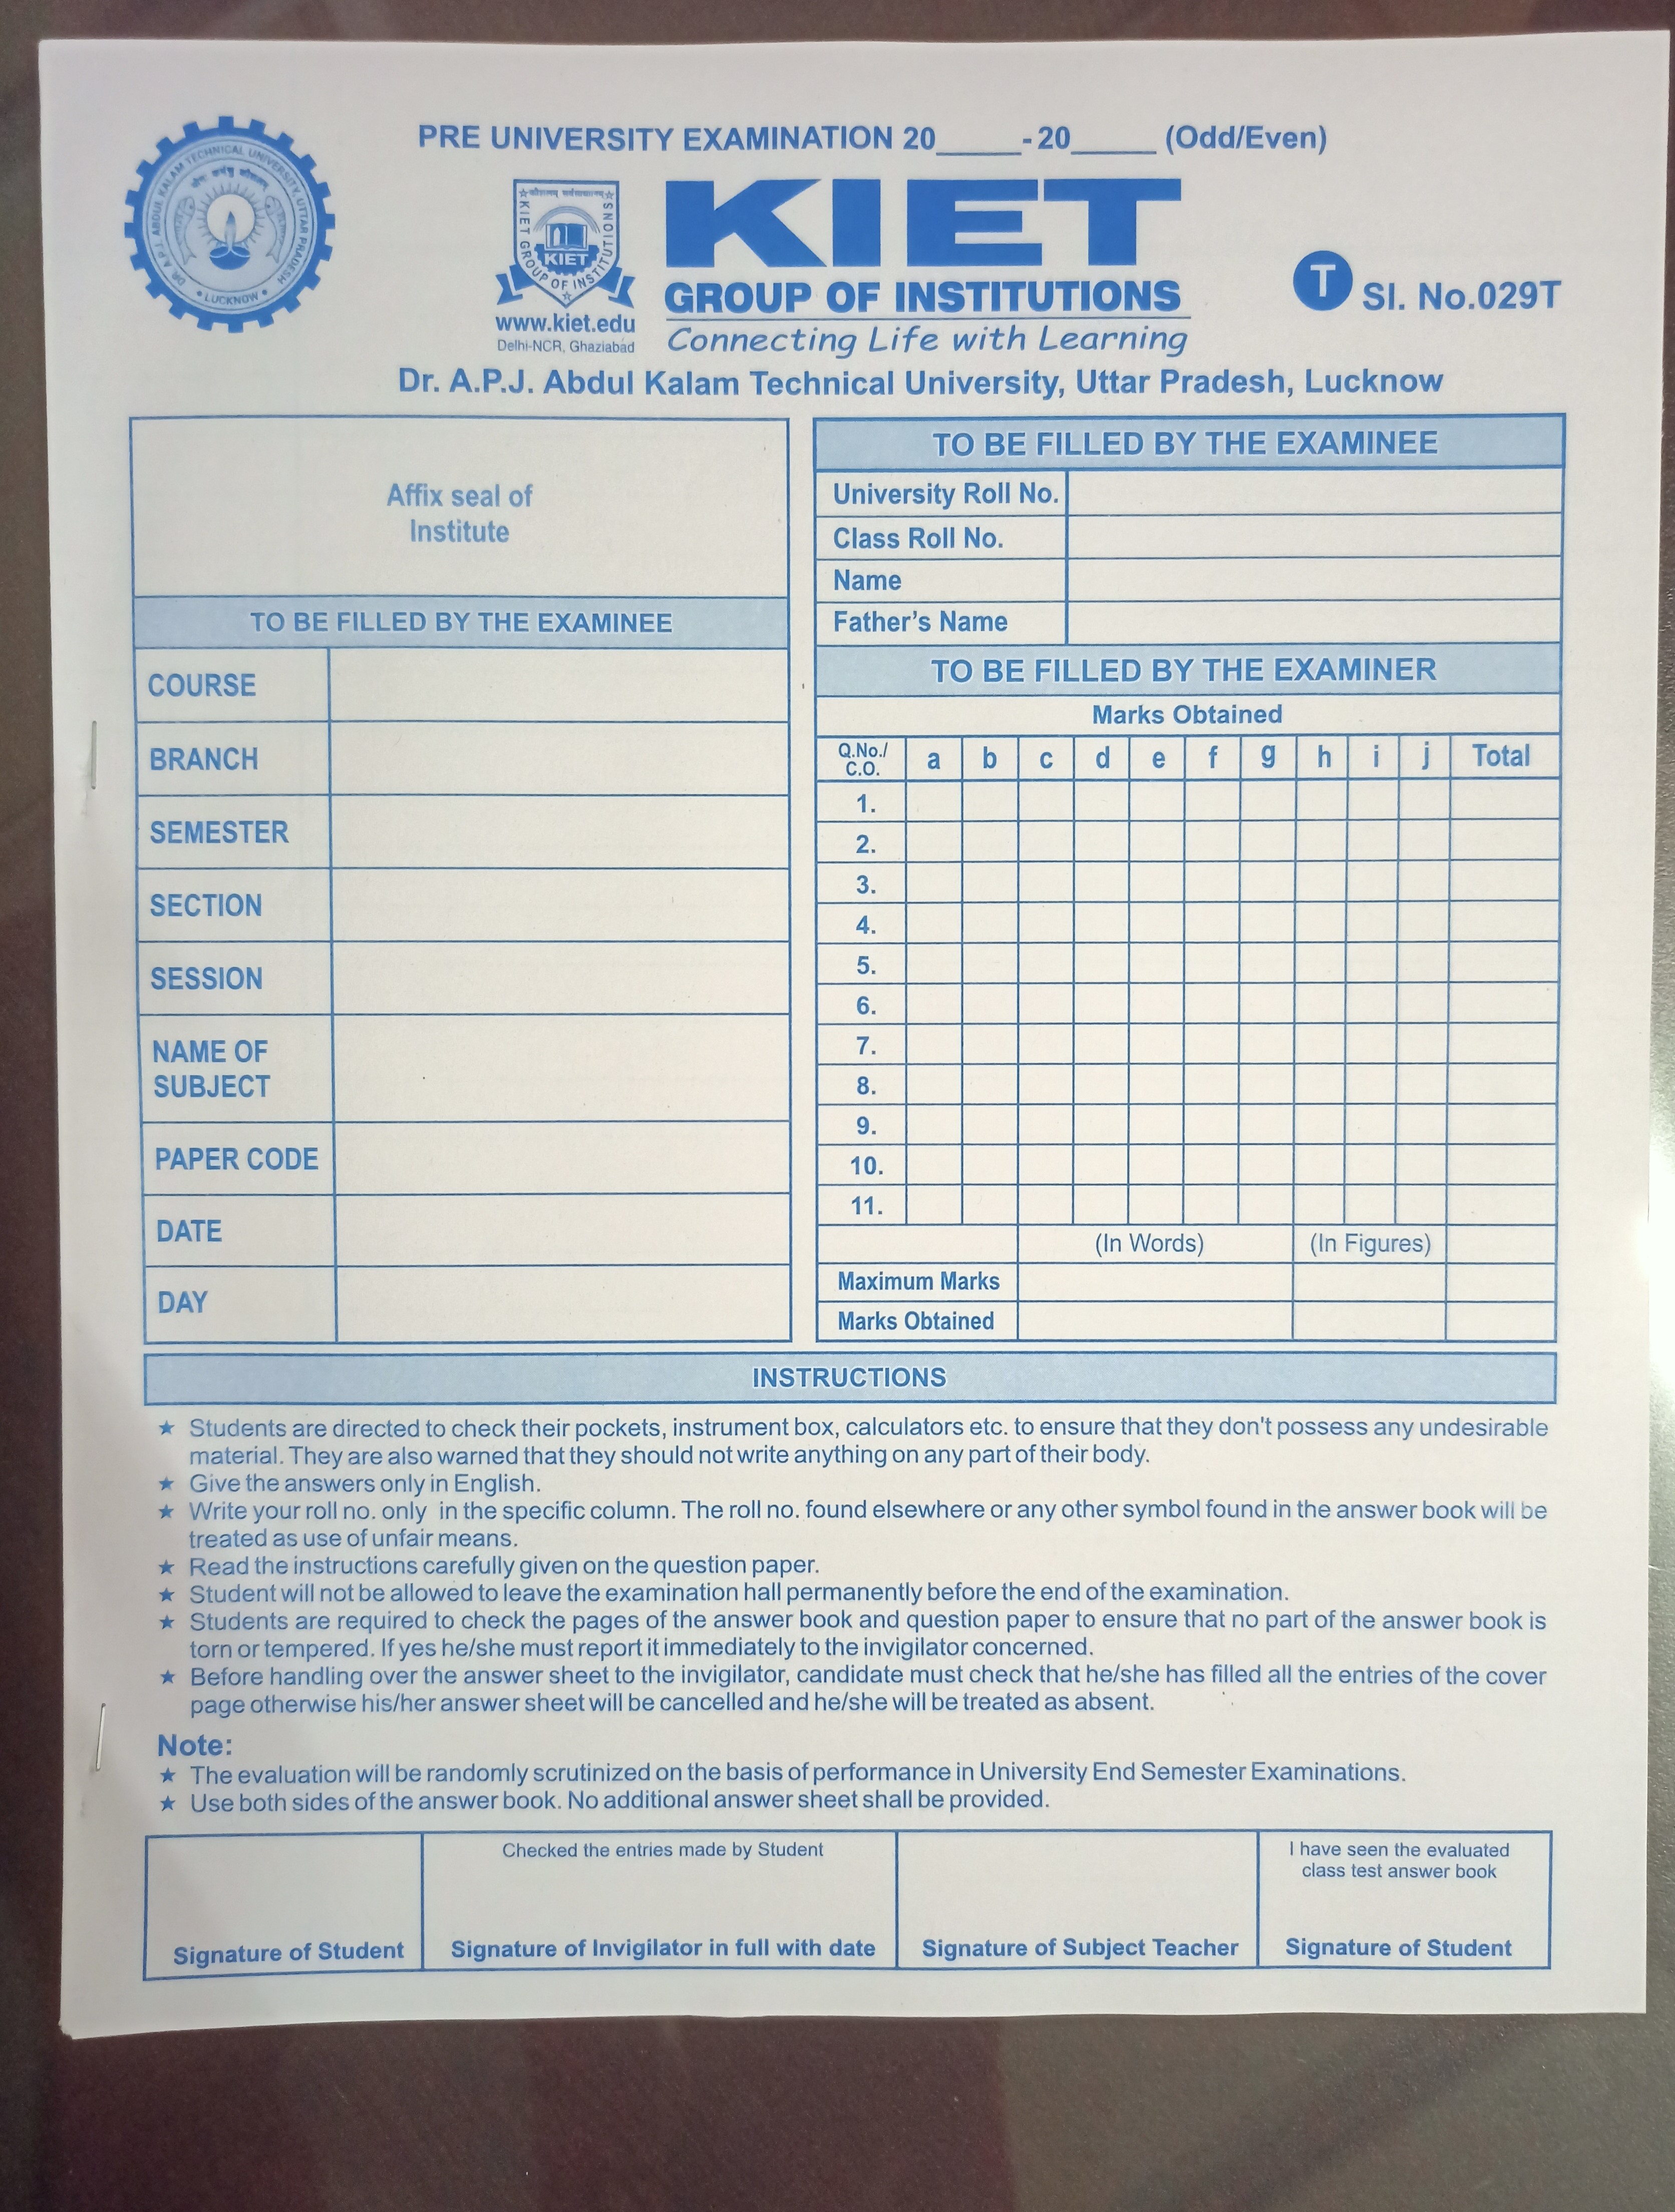 PRE UNIVERSITY EXAMINATION 20_____-20_____ (Odd/Even)
DR. A.P.J. ABDUL KALAM TECHNICAL UNIVERSITY, UTTAR PRADESH
• LUCKNOW •
KIET GROUP OF INSTITUTIONS
KIET
www.kiet.edu
Delhi-NCR, Ghaziabad
KIET
GROUP OF INSTITUTIONS
Connecting Life with Learning
T Sl. No.029T
Dr. A.P.J. Abdul Kalam Technical University, Uttar Pradesh, Lucknow
Affix seal of
Institute
TO BE FILLED BY THE EXAMINEE
COURSE
BRANCH
SEMESTER
SECTION
SESSION
NAME OF
SUBJECT
PAPER CODE
DATE
DAY
TO BE FILLED BY THE EXAMINEE
University Roll No.
Class Roll No.
Name
Father's Name
TO BE FILLED BY THE EXAMINER
Marks Obtained
Q.No./
C.O. a b c d e f g h i j Total
1.
2.
3.
4.
5.
6.
7.
8.
9.
10.
11.
(In Words) (In Figures)
Maximum Marks
Marks Obtained
INSTRUCTIONS
★ Students are directed to check their pockets, instrument box, calculators etc. to ensure that they don't possess any undesirable
material. They are also warned that they should not write anything on any part of their body.
★ Give the answers only in English.
★ Write your roll no. only in the specific column. The roll no. found elsewhere or any other symbol found in the answer book will be
treated as use of unfair means.
★ Read the instructions carefully given on the question paper.
★ Student will not be allowed to leave the examination hall permanently before the end of the examination.
★ Students are required to check the pages of the answer book and question paper to ensure that no part of the answer book is
torn or tempered. If yes he/she must report it immediately to the invigilator concerned.
★ Before handling over the answer sheet to the invigilator, candidate must check that he/she has filled all the entries of the cover
page otherwise his/her answer sheet will be cancelled and he/she will be treated as absent.
Note:
★ The evaluation will be randomly scrutinized on the basis of performance in University End Semester Examinations.
★ Use both sides of the answer book. No additional answer sheet shall be provided.
Signature of Student
Checked the entries made by Student
Signature of Invigilator in full with date
Signature of Subject Teacher
I have seen the evaluated
class test answer book
Signature of Student